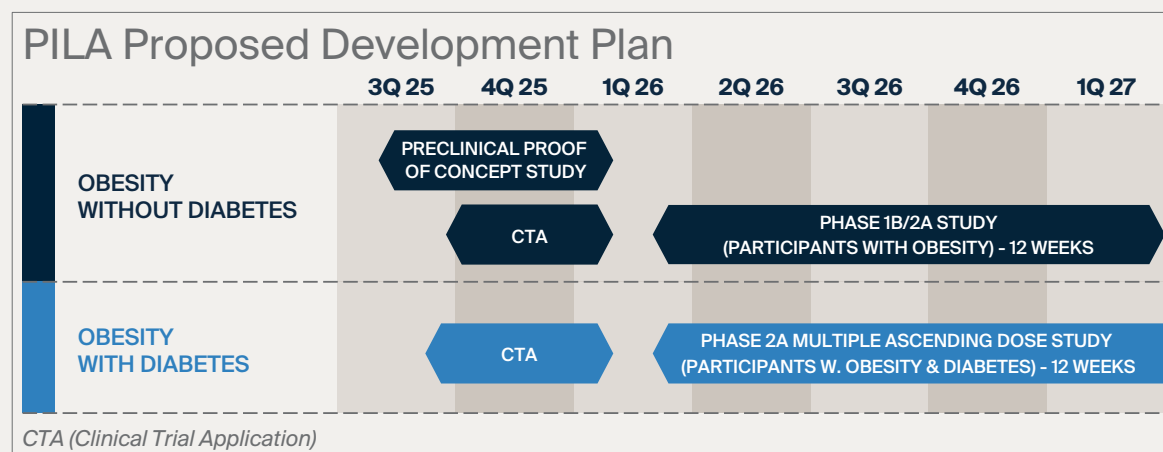 PILA Proposed Development Plan
3Q 25 4Q 25 1Q 26 2Q 26 3Q 26 4Q 26 1Q 27
OBESITY
WITHOUT DIABETES
PRECLINICAL PROOF
OF CONCEPT STUDY
CTA
PHASE 1B/2A STUDY
(PARTICIPANTS WITH OBESITY) - 12 WEEKS
OBESITY
WITH DIABETES
CTA
PHASE 2A MULTIPLE ASCENDING DOSE STUDY
(PARTICIPANTS W. OBESITY & DIABETES) - 12 WEEKS
CTA (Clinical Trial Application)